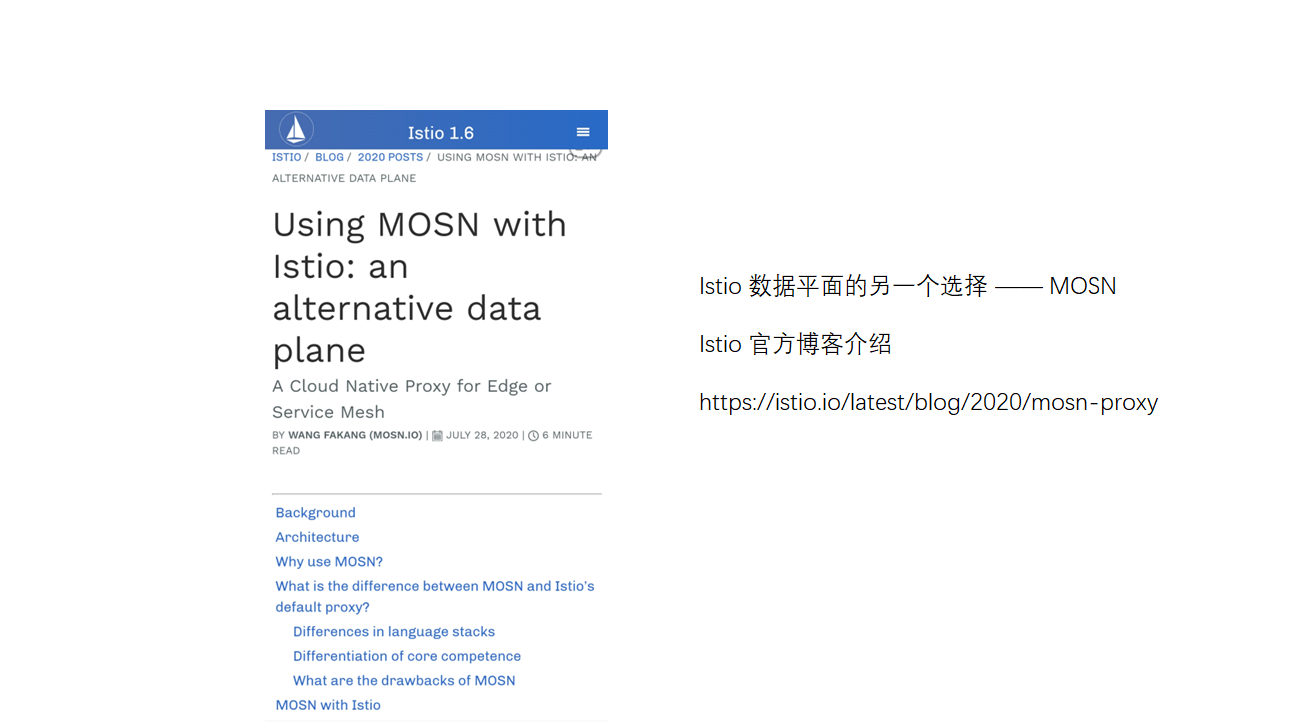 Istio 1.6
ISTIO / BLOG / 2020 POSTS / USING MOSN WITH ISTIO: AN
ALTERNATIVE DATA PLANE
Using MOSN with
Istio: an
alternative data
plane
A Cloud Native Proxy for Edge or
Service Mesh
BY WANG FAKANG (MOSN.IO) | JULY 28, 2020 | 6 MINUTE
READ
Background
Architecture
Why use MOSN?
What is the difference between MOSN and Istio's
default proxy?
Differences in language stacks
Differentiation of core competence
What are the drawbacks of MOSN
MOSN with Istio
Istio 数据平面的另一个选择 —— MOSN
Istio 官方博客介绍
https://istio.io/latest/blog/2020/mosn-proxy